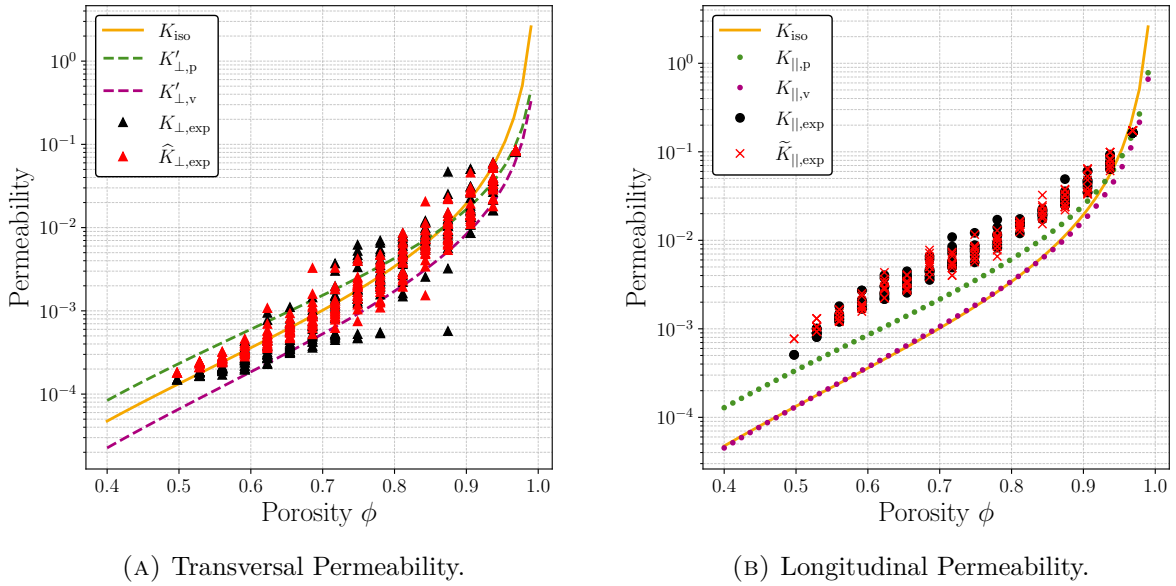 K_iso
K′_⊥,p
K′_⊥,v
K_⊥,exp
K̂_⊥,exp
10^0
10^−1
10^−2
10^−3
10^−4
Permeability
0.4 0.5 0.6 0.7 0.8 0.9 1.0
Porosity ϕ
(A) Transversal Permeability.
K_iso
K_||,p
K_||,v
K_||,exp
K̃_||,exp
10^0
10^−1
10^−2
10^−3
10^−4
Permeability
0.4 0.5 0.6 0.7 0.8 0.9 1.0
Porosity ϕ
(B) Longitudinal Permeability.